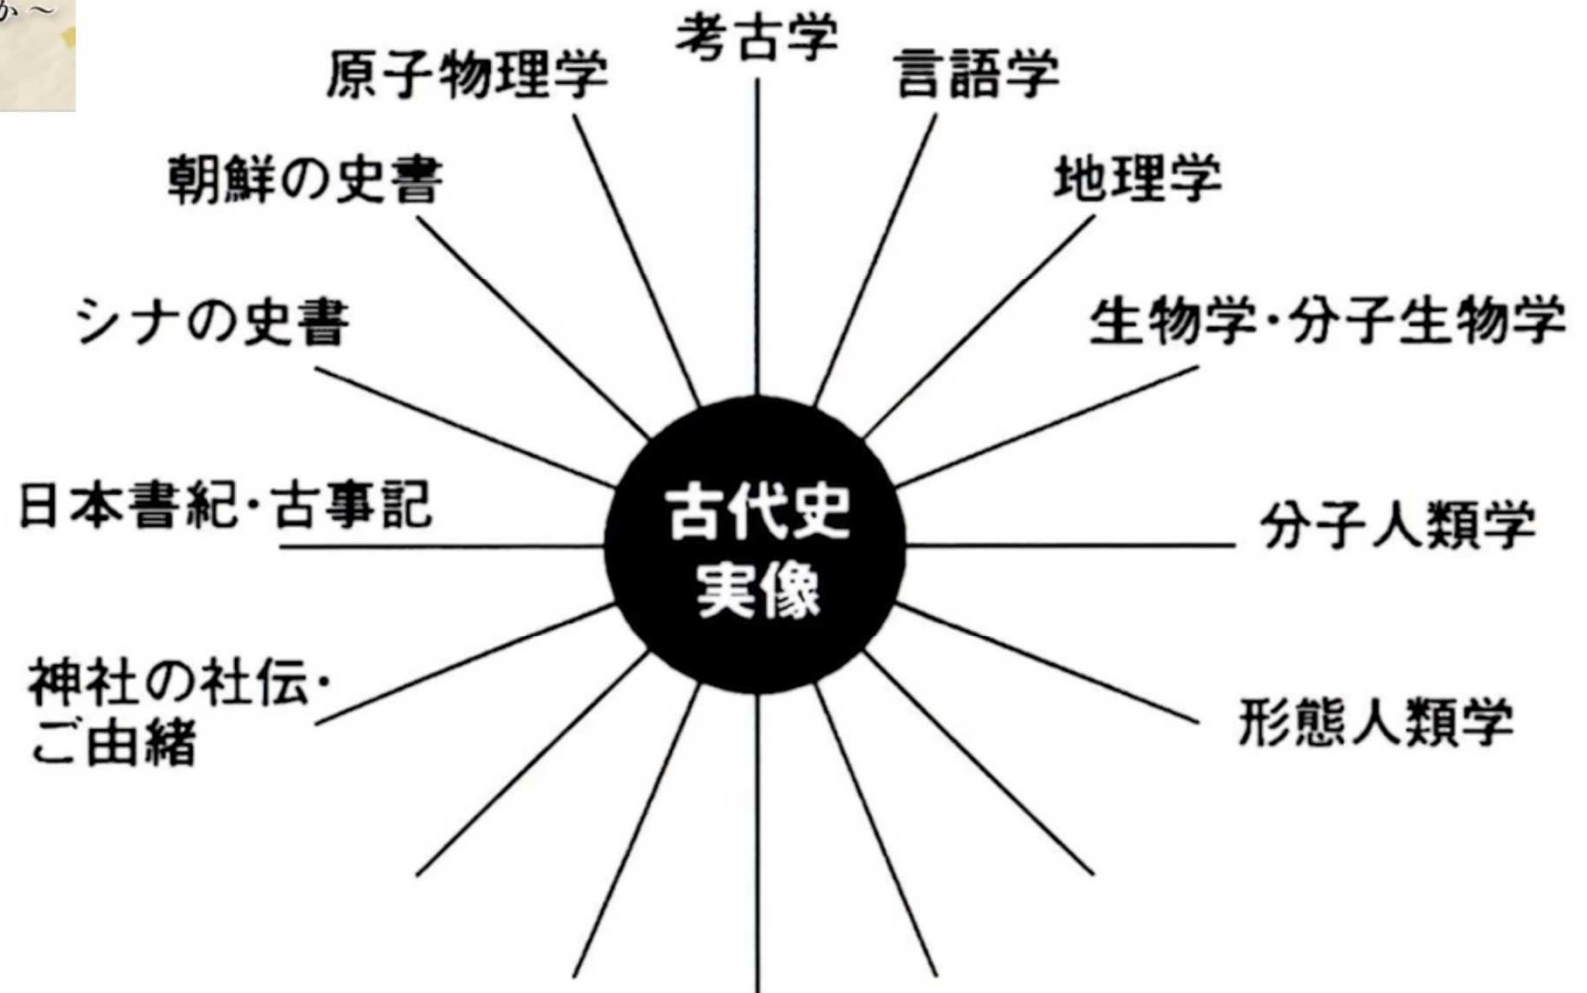 か～
考古学
原子物理学
言語学
朝鮮の史書
地理学
シナの史書
生物学・分子生物学
古代史
実像
日本書紀・古事記
分子人類学
神社の社伝・
ご由緒
形態人類学